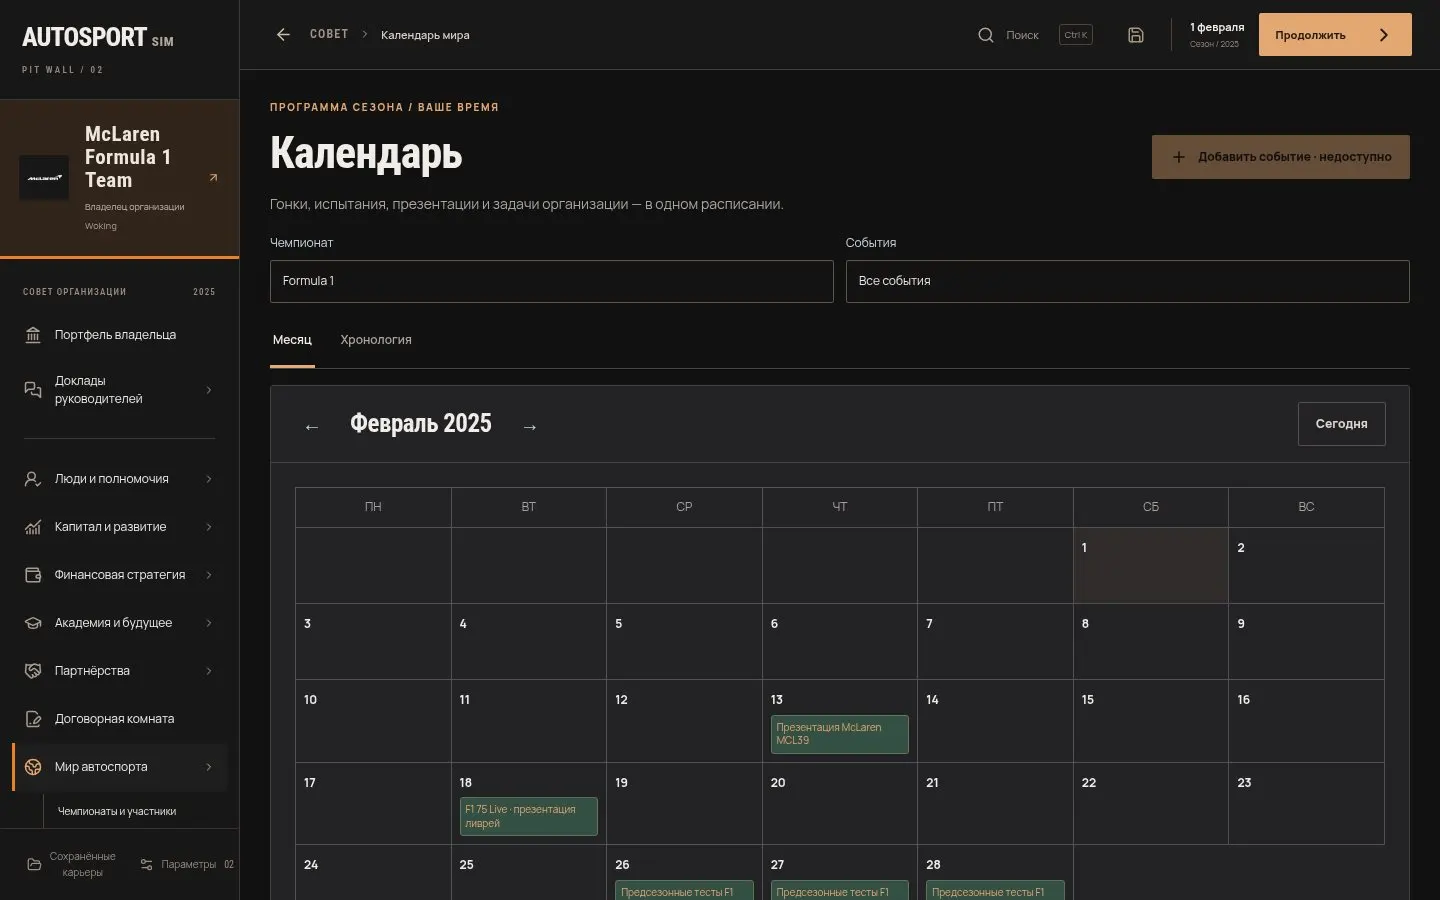 AUTOSPORT SIM
PIT WALL / 02
McLaren
McLaren
Formula 1
Team
Владелец организации
Woking
СОВЕТ ОРГАНИЗАЦИИ 2025
Портфель владельца
Доклады
руководителей
Люди и полномочия
Капитал и развитие
Финансовая стратегия
Академия и будущее
Партнёрства
Договорная комната
Мир автоспорта
Чемпионаты и участники
Сохранённые
карьеры
Параметры 02
СОВЕТ Календарь мира
Поиск Ctrl K
1 февраля
Сезон / 2025
Продолжить
ПРОГРАММА СЕЗОНА / ВАШЕ ВРЕМЯ
Календарь
Добавить событие · недоступно
Гонки, испытания, презентации и задачи организации — в одном расписании.
Чемпионат События
Formula 1 Все события
Месяц Хронология
← Февраль 2025 →
Сегодня
ПН ВТ СР ЧТ ПТ СБ ВС
1 2
3 4 5 6 7 8 9
10 11 12 13 14 15 16
Презентация McLaren
MCL39
17 18 19 20 21 22 23
F1 75 Live · презентация
ливрей
24 25 26 27 28
Предсезонные тесты F1 Предсезонные тесты F1 Предсезонные тесты F1